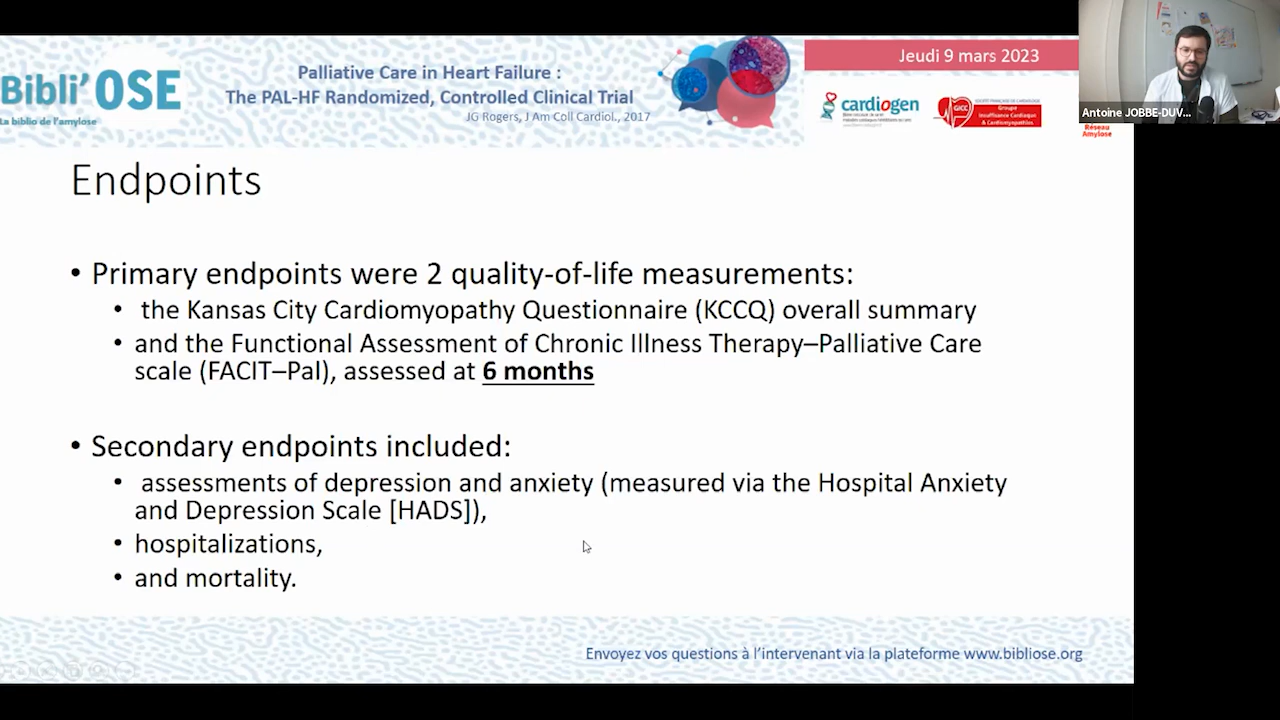 Bibli'OSE
La biblio de l'amylose
Palliative Care in Heart Failure :
The PAL-HF Randomized, Controlled Clinical Trial
JG Rogers, J Am Coll Cardiol., 2017
Jeudi 9 mars 2023
cardiogen
GICC
Groupe
Insuffisance Cardiaque
& Cardiomyopathies
Réseau
Amylose
Antoine JOBBE-DUV...
Endpoints
• Primary endpoints were 2 quality-of-life measurements:
• the Kansas City Cardiomyopathy Questionnaire (KCCQ) overall summary
• and the Functional Assessment of Chronic Illness Therapy–Palliative Care
scale (FACIT–Pal), assessed at 6 months
• Secondary endpoints included:
• assessments of depression and anxiety (measured via the Hospital Anxiety
and Depression Scale [HADS]),
• hospitalizations,
• and mortality.
Envoyez vos questions à l'intervenant via la plateforme www.bibliose.org